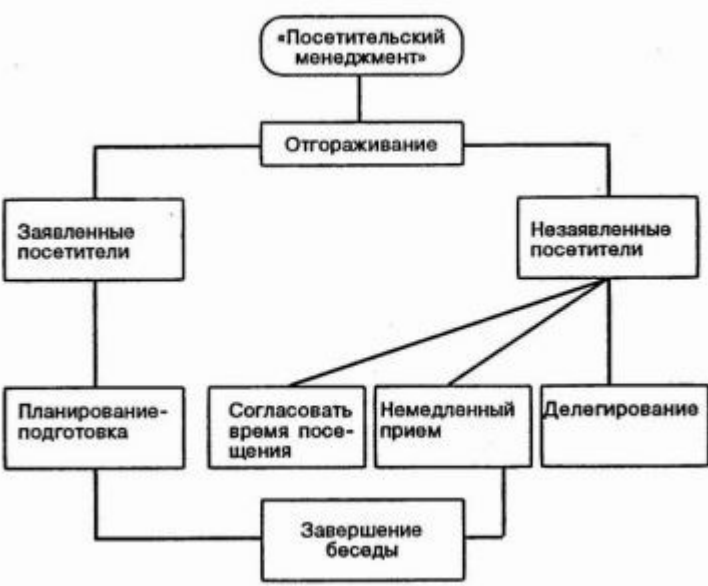 «Посетительский
менеджмент»
Отгораживание
Заявленные
посетители
Незаявленные
посетители
Планирование-
подготовка
Согласовать
время посе-
щения
Немедленный
прием
Делегирование
Завершение
беседы